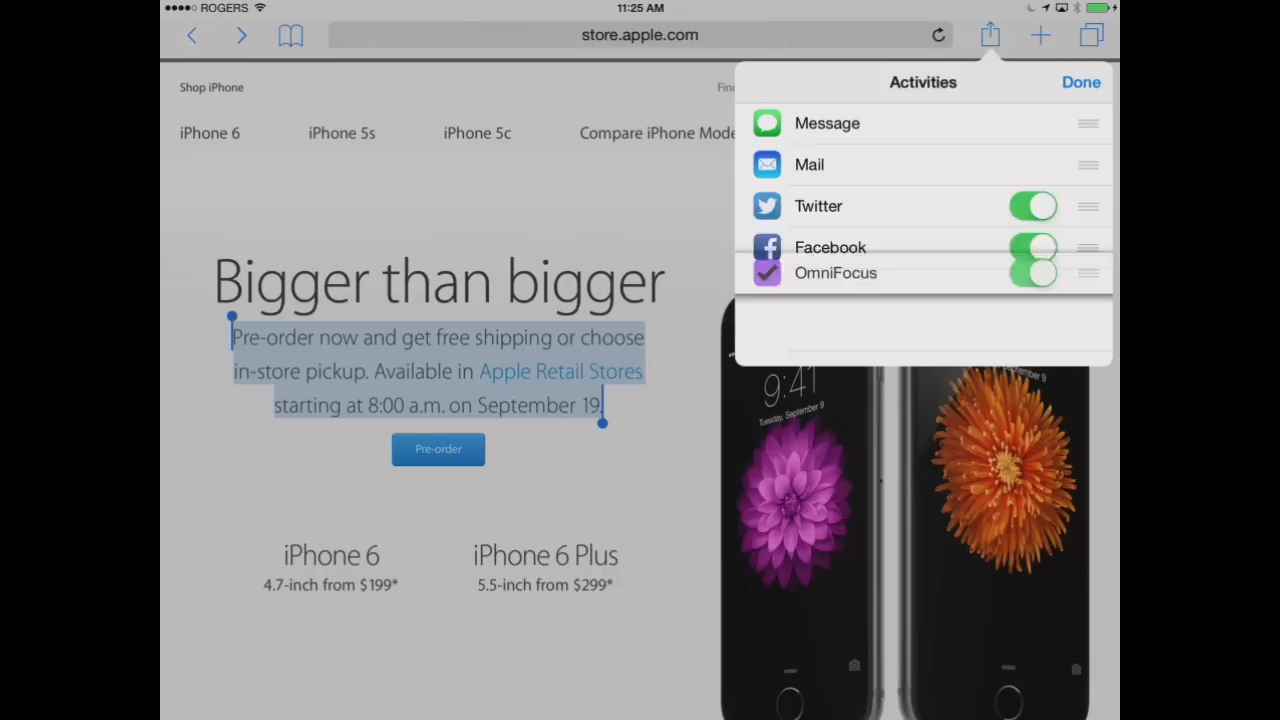 ROGERS
11:25 AM
store.apple.com
Activities
Done
Message
Mail
Twitter
Facebook
OmniFocus
Shop iPhone
Find
iPhone 6
iPhone 5s
iPhone 5c
Compare iPhone Mode
Bigger than bigger
Pre-order now and get free shipping or choose
in-store pickup. Available in Apple Retail Stores
starting at 8:00 a.m. on September 19.
Pre-order
iPhone 6
4.7-inch from $199*
iPhone 6 Plus
5.5-inch from $299*
9:41
Tuesday, September 9